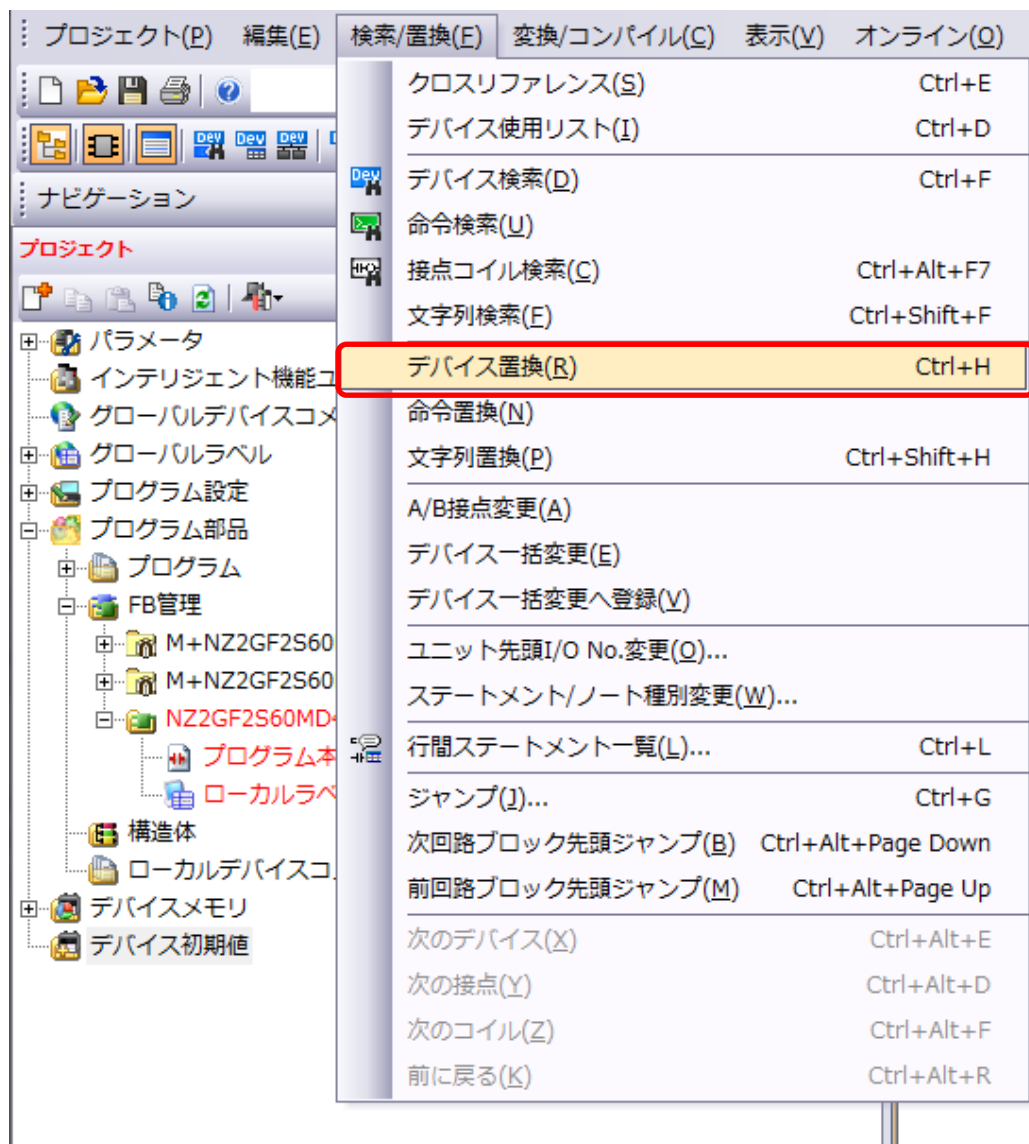 プロジェクト(P) 編集(E) 検索/置換(F) 変換/コンパイル(C) 表示(V) オンライン(O)
クロスリファレンス(S) Ctrl+E
デバイス使用リスト(I) Ctrl+D
デバイス検索(D) Ctrl+F
命令検索(U)
接点コイル検索(C) Ctrl+Alt+F7
文字列検索(F) Ctrl+Shift+F
デバイス置換(R) Ctrl+H
命令置換(N)
文字列置換(P) Ctrl+Shift+H
A/B接点変更(A)
デバイス一括変更(E)
デバイス一括変更へ登録(V)
ユニット先頭I/O No.変更(O)...
ステートメント/ノート種別変更(W)...
行間ステートメント一覧(L)... Ctrl+L
ジャンプ(J)... Ctrl+G
次回路ブロック先頭ジャンプ(B) Ctrl+Alt+Page Down
前回路ブロック先頭ジャンプ(M) Ctrl+Alt+Page Up
次のデバイス(X) Ctrl+Alt+E
次の接点(Y) Ctrl+Alt+D
次のコイル(Z) Ctrl+Alt+F
前に戻る(K) Ctrl+Alt+R
ナビゲーション
プロジェクト
パラメータ
インテリジェント機能ユ
グローバルデバイスコメ
グローバルラベル
プログラム設定
プログラム部品
プログラム
FB管理
M+NZ2GF2S60
M+NZ2GF2S60
NZ2GF2S60MD4
プログラム本
ローカルラベ
構造体
ローカルデバイスコ
デバイスメモリ
デバイス初期値